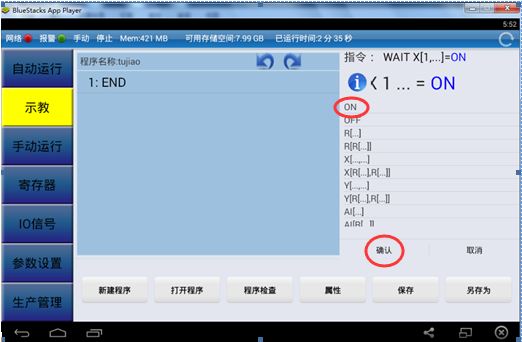 BlueStacks App Player
5:52
网络 报警 手动 停止 Mem:421 MB 可用存储空间:7.99 GB 已运行时间:2 分 35 秒
自动运行
示教
手动运行
寄存器
IO信号
参数设置
生产管理
程序名称:tujiao
1: END
指令: WAIT X[1,...]=ON
1 ... = ON
ON
OFF
R[...]
R[R[...]]
X[...,...]
X[R[...],R[...]]
Y[...,...]
Y[R[...],R[...]]
AI[...]
AI[R[...]]
确认 取消
新建程序 打开程序 程序检查 属性 保存 另存为